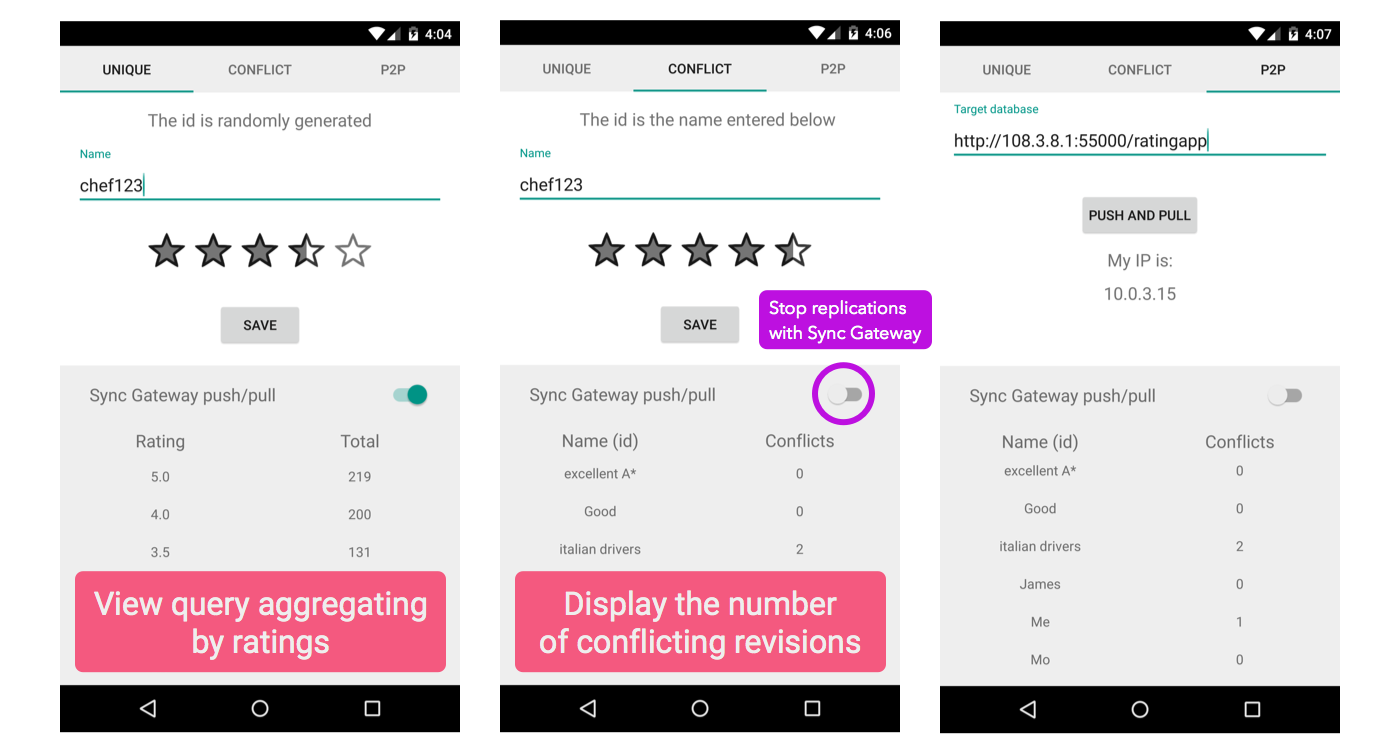 4:04
UNIQUE CONFLICT P2P
The id is randomly generated
Name
chef123
SAVE
Sync Gateway push/pull
Rating Total
5.0 219
4.0 200
3.5 131
View query aggregating
by ratings
4:06
UNIQUE CONFLICT P2P
The id is the name entered below
Name
chef123
SAVE
Stop replications
with Sync Gateway
Sync Gateway push/pull
Name (id) Conflicts
excellent A* 0
Good 0
italian drivers 2
Display the number
of conflicting revisions
4:07
UNIQUE CONFLICT P2P
Target database
http://108.3.8.1:55000/ratingapp
PUSH AND PULL
My IP is:
10.0.3.15
Sync Gateway push/pull
Name (id) Conflicts
excellent A* 0
Good 0
italian drivers 2
James 0
Me 1
Mo 0